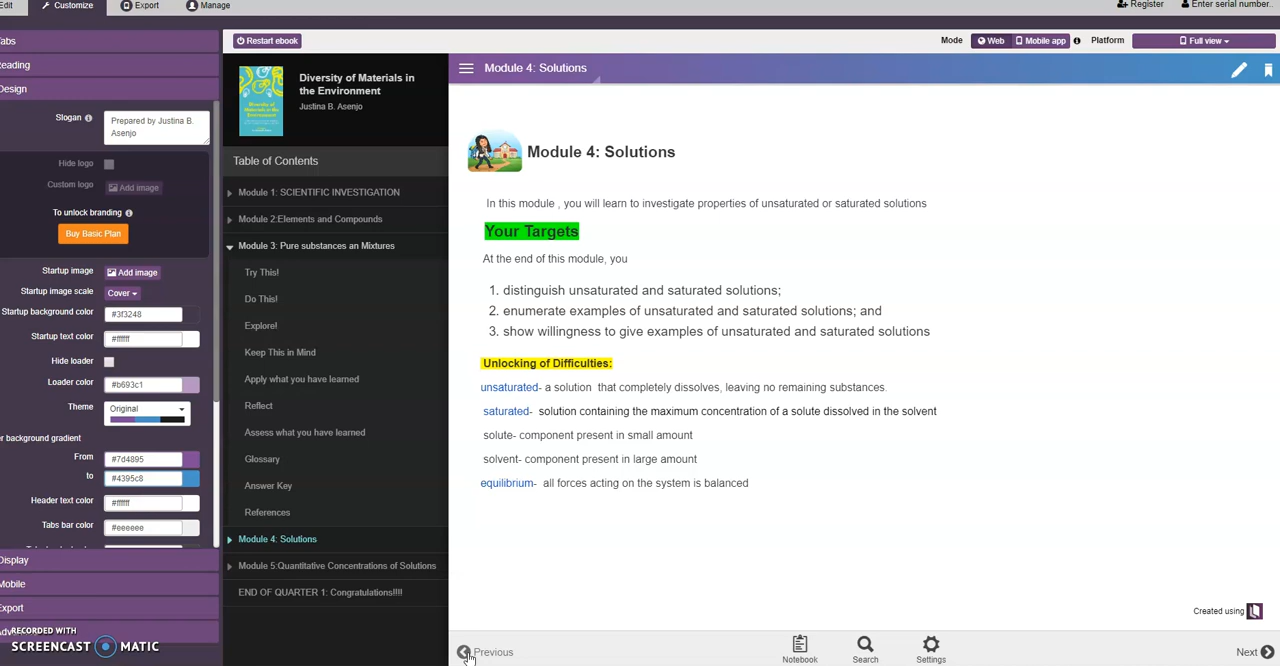 Edit
Customize
Export
Manage
Register
Enter serial number..
Tabs
Reading
Design
Slogan
Prepared by Justina B.
Asenjo
Hide logo
Custom logo
Add image
To unlock branding
Buy Basic Plan
Startup image
Add image
Startup image scale
Cover
Startup background color
#3f3248
Startup text color
#ffffff
Hide loader
Loader color
#b693c1
Theme
Original
er background gradient
From
#7d4895
to
#4395c8
Header text color
#ffffff
Tabs bar color
#eeeeee
Display
Mobile
Export
RECORDED WITH
SCREENCAST MATIC
Restart ebook
Mode
Web
Mobile app
Platform
Full view
Diversity of Materials in
the Environment
Justina B. Asenjo
Table of Contents
Module 1: SCIENTIFIC INVESTIGATION
Module 2:Elements and Compounds
Module 3: Pure substances an Mixtures
Try This!
Do This!
Explore!
Keep This in Mind
Apply what you have learned
Reflect
Assess what you have learned
Glossary
Answer Key
References
Module 4: Solutions
Module 5:Quantitative Concentrations of Solutions
END OF QUARTER 1: Congratulations!!!!
Module 4: Solutions
Module 4: Solutions
In this module , you will learn to investigate properties of unsaturated or saturated solutions
Your Targets
At the end of this module, you
1. distinguish unsaturated and saturated solutions;
2. enumerate examples of unsaturated and saturated solutions; and
3. show willingness to give examples of unsaturated and saturated solutions
Unlocking of Difficulties:
unsaturated- a solution that completely dissolves, leaving no remaining substances.
saturated- solution containing the maximum concentration of a solute dissolved in the solvent
solute- component present in small amount
solvent- component present in large amount
equilibrium- all forces acting on the system is balanced
Created using
Previous
Notebook
Search
Settings
Next